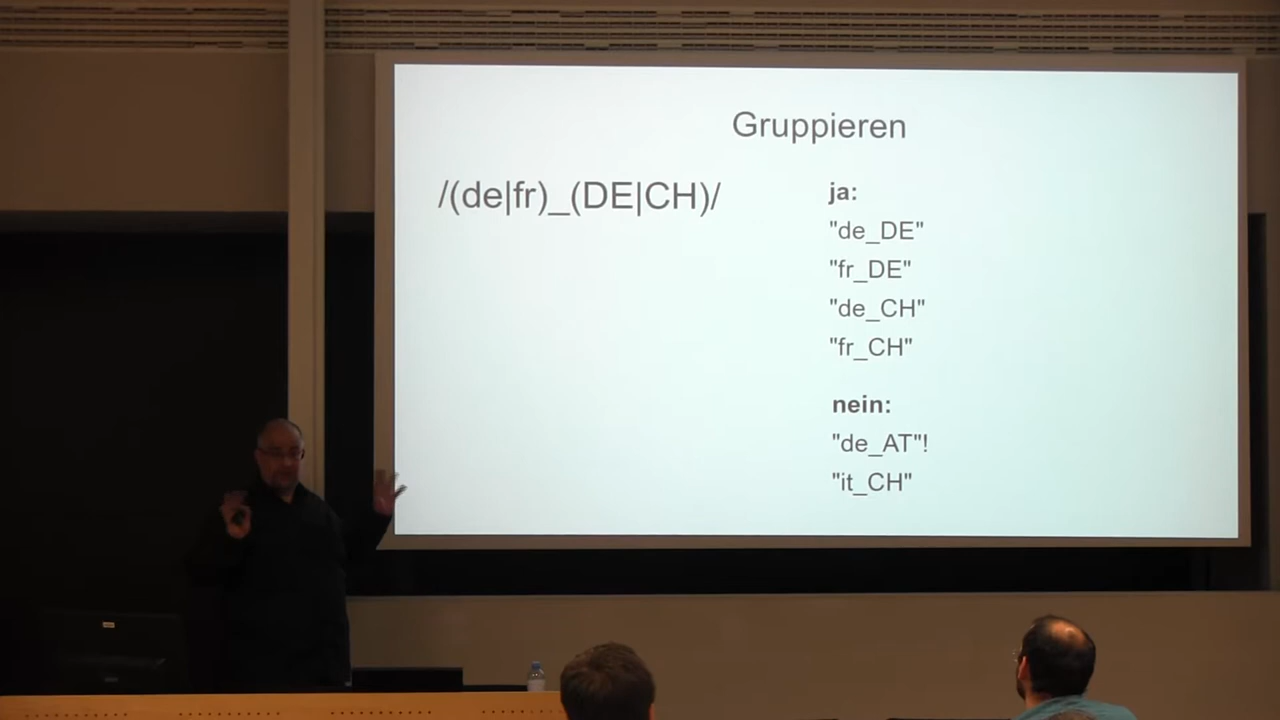 Gruppieren
/(de|fr)_(DE|CH)/
ja:
"de_DE"
"fr_DE"
"de_CH"
"fr_CH"
nein:
"de_AT"!
"it_CH"